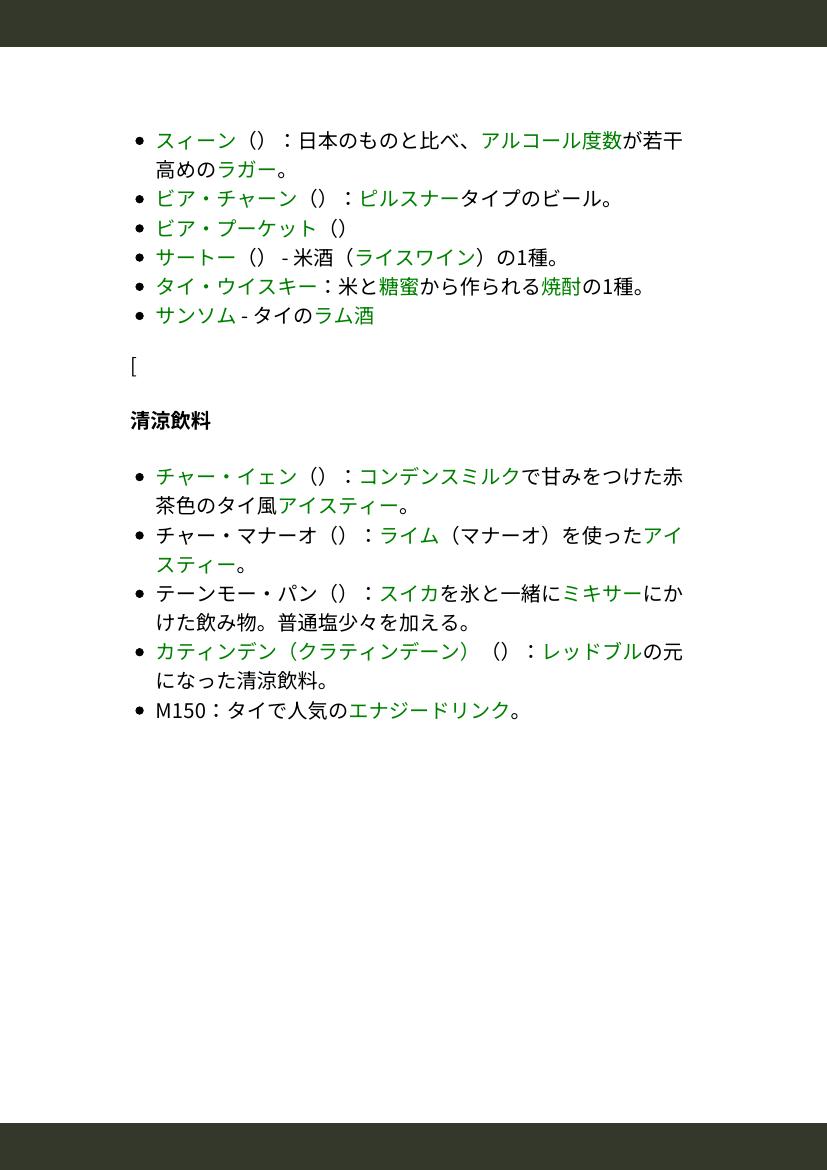 • スィーン（）：日本のものと比べ、アルコール度数が若干
高めのラガー。
• ビア・チャーン（）：ピルスナータイプのビール。
• ビア・プーケット（）
• サートー（） - 米酒（ライスワイン）の1種。
• タイ・ウイスキー：米と糖蜜から作られる焼酎の1種。
• サンソム - タイのラム酒
[
清涼飲料
• チャー・イェン（）：コンデンスミルクで甘みをつけた赤
茶色のタイ風アイスティー。
• チャー・マナーオ（）：ライム（マナーオ）を使ったアイ
スティー。
• テーンモー・パン（）：スイカを氷と一緒にミキサーにか
けた飲み物。普通塩少々を加える。
• カティンデン（クラティンデーン）（）：レッドブルの元
になった清涼飲料。
• M150：タイで人気のエナジードリンク。